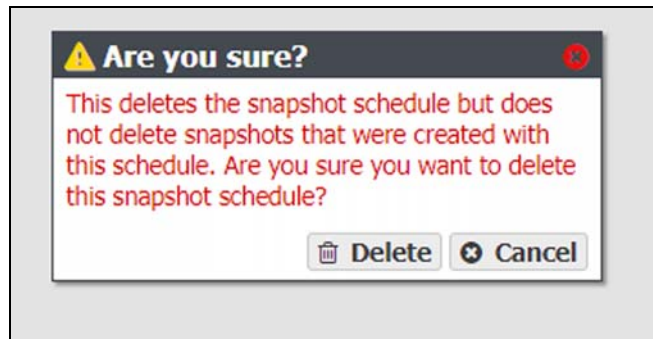 Are you sure?
This deletes the snapshot schedule but does
not delete snapshots that were created with
this schedule. Are you sure you want to delete
this snapshot schedule?
Delete Cancel